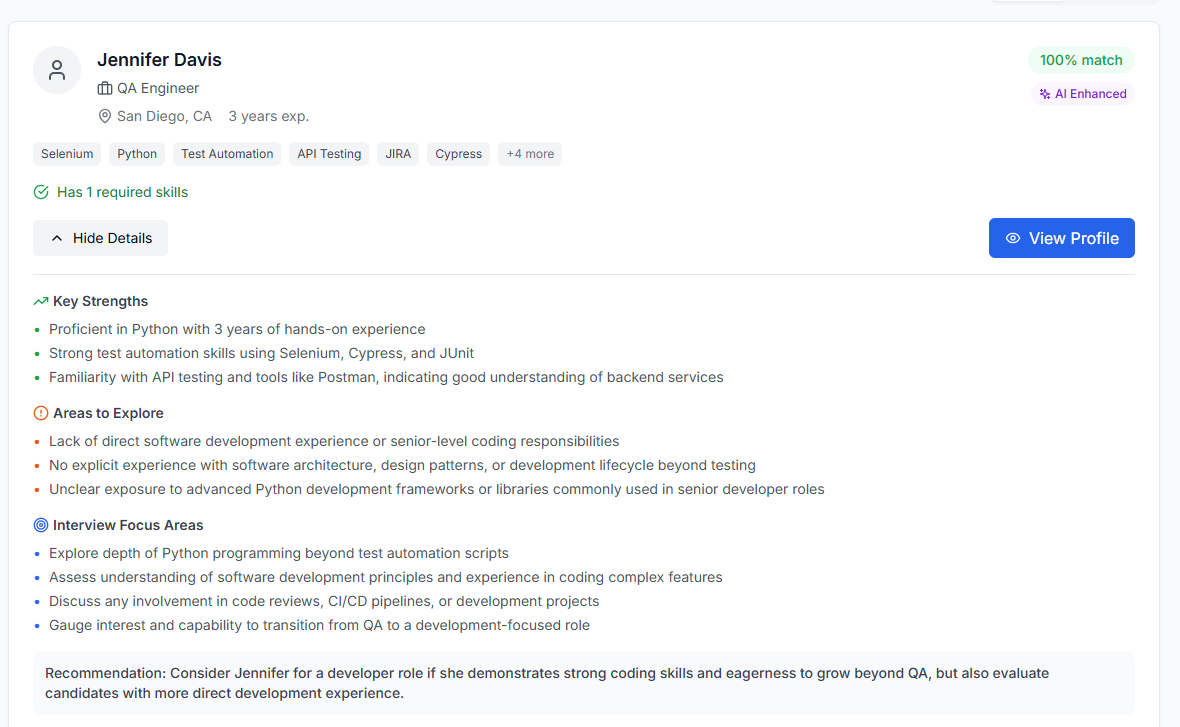 Jennifer Davis
100% match
QA Engineer
AI Enhanced
San Diego, CA 3 years exp.
Selenium Python Test Automation API Testing JIRA Cypress +4 more
Has 1 required skills
Hide Details
View Profile
Key Strengths
Proficient in Python with 3 years of hands-on experience
Strong test automation skills using Selenium, Cypress, and JUnit
Familiarity with API testing and tools like Postman, indicating good understanding of backend services
Areas to Explore
Lack of direct software development experience or senior-level coding responsibilities
No explicit experience with software architecture, design patterns, or development lifecycle beyond testing
Unclear exposure to advanced Python development frameworks or libraries commonly used in senior developer roles
Interview Focus Areas
Explore depth of Python programming beyond test automation scripts
Assess understanding of software development principles and experience in coding complex features
Discuss any involvement in code reviews, CI/CD pipelines, or development projects
Gauge interest and capability to transition from QA to a development-focused role
Recommendation: Consider Jennifer for a developer role if she demonstrates strong coding skills and eagerness to grow beyond QA, but also evaluate
candidates with more direct development experience.